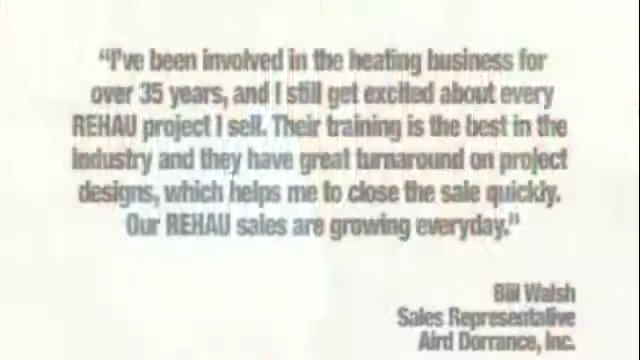 “I’ve been involved in the heating business for
over 35 years, and I still get excited about every
REHAU project I sell. Their training is the best in the
industry and they have great turnaround on project
designs, which helps me to close the sale quickly.
Our REHAU sales are growing everyday.”
Bill Walsh
Sales Representative
Aird Dorrance, Inc.